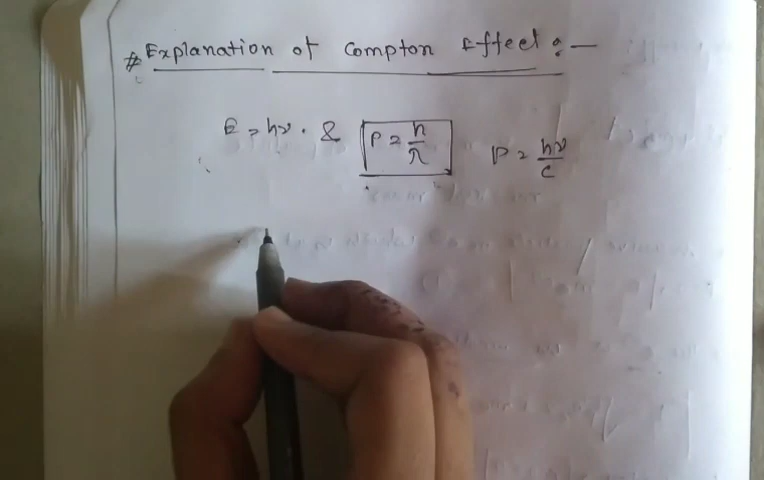 # Explanation of Compton Effect :-
E = hν . & P = h/λ P = hν/c